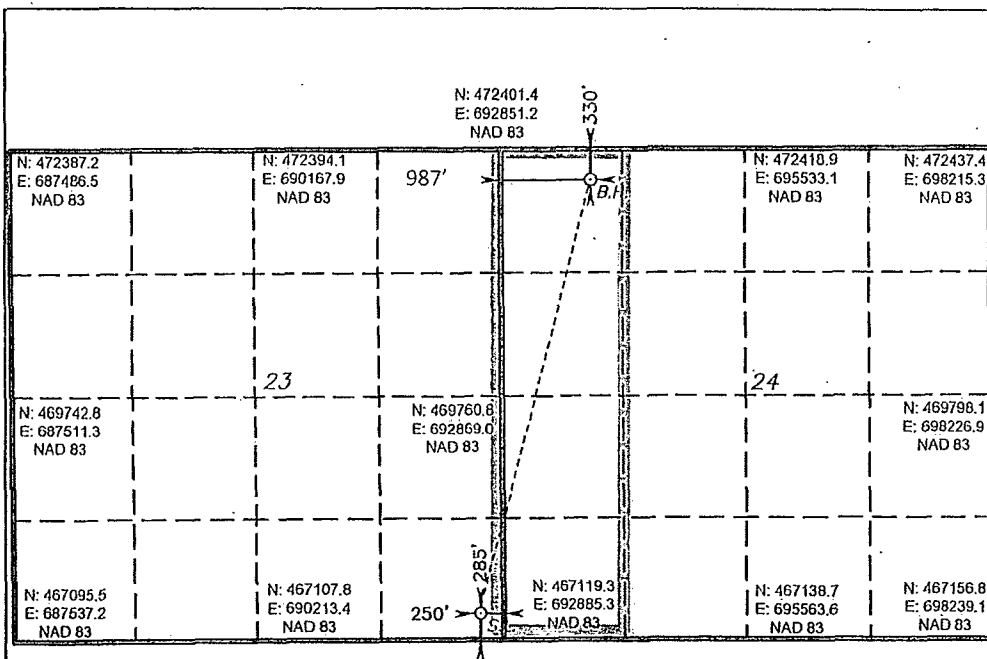 N: 472401.4
E: 692851.2
NAD 83
330'
N: 472387.2
E: 687486.5
NAD 83
N: 472394.1
E: 690167.9
NAD 83
987'
B.H
N: 472418.9
E: 695533.1
NAD 83
N: 472437.4
E: 698215.3
NAD 83
23
24
N: 469742.8
E: 687511.3
NAD 83
N: 469760.8
E: 692869.0
NAD 83
N: 469798.1
E: 698226.9
NAD 83
N: 467095.5
E: 687537.2
NAD 83
N: 467107.8
E: 690213.4
NAD 83
250'
285'
N: 467119.3
E: 692885.3
NAD 83
N: 467138.7
E: 695563.6
NAD 83
N: 467156.8
E: 698239.1
NAD 83